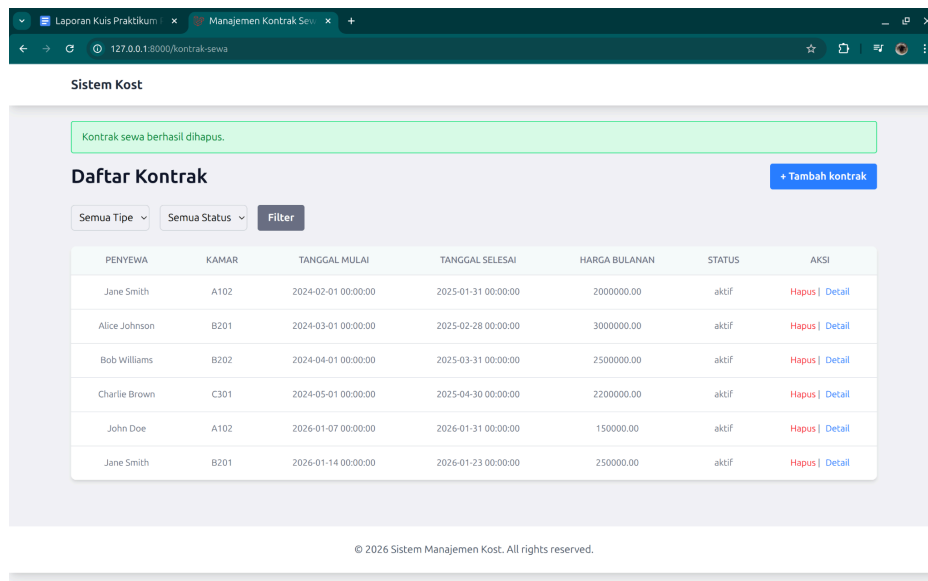 Laporan Kuis Praktikum
Manajemen Kontrak Sew
127.0.0.1:8000/kontrak-sewa
Sistem Kost
Kontrak sewa berhasil dihapus.
Daftar Kontrak
+ Tambah kontrak
Semua Tipe Semua Status Filter
PENYEWA KAMAR TANGGAL MULAI TANGGAL SELESAI HARGA BULANAN STATUS AKSI
Jane Smith A102 2024-02-01 00:00:00 2025-01-31 00:00:00 2000000.00 aktif Hapus | Detail
Alice Johnson B201 2024-03-01 00:00:00 2025-02-28 00:00:00 3000000.00 aktif Hapus | Detail
Bob Williams B202 2024-04-01 00:00:00 2025-03-31 00:00:00 2500000.00 aktif Hapus | Detail
Charlie Brown C301 2024-05-01 00:00:00 2025-04-30 00:00:00 2200000.00 aktif Hapus | Detail
John Doe A102 2026-01-07 00:00:00 2026-01-31 00:00:00 150000.00 aktif Hapus | Detail
Jane Smith B201 2026-01-14 00:00:00 2026-01-23 00:00:00 250000.00 aktif Hapus | Detail
© 2026 Sistem Manajemen Kost. All rights reserved.